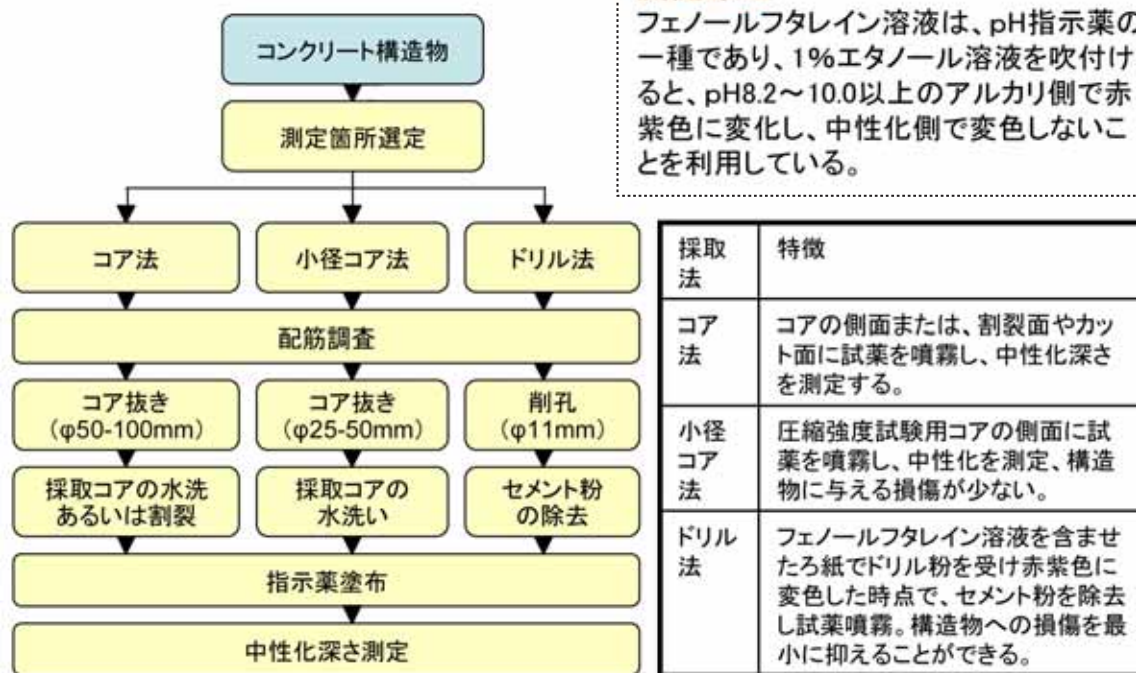 コンクリート構造物
測定箇所選定
コア法
小径コア法
ドリル法
配筋調査
コア抜き
（φ50-100mm）
コア抜き
（φ25-50mm）
削孔
（φ11mm）
採取コアの水洗
あるいは割裂
採取コアの
水洗い
セメント粉
の除去
指示薬塗布
中性化深さ測定
フェノールフタレイン溶液は、pH指示薬の
一種であり、1%エタノール溶液を吹付け
ると、pH8.2～10.0以上のアルカリ側で赤
紫色に変化し、中性化側で変色しないこ
とを利用している。
採取
法
特徴
コア
法
コアの側面または、割裂面やカッ
ト面に試薬を噴霧し、中性化深さ
を測定する。
小径
コア
法
圧縮強度試験用コアの側面に試
薬を噴霧し、中性化を測定、構造
物に与える損傷が少ない。
ドリル
法
フェノールフタレイン溶液を含ませ
たろ紙でドリル粉を受け赤紫色に
変色した時点で、セメント粉を除去
し試薬噴霧。構造物への損傷を最
小に抑えることができる。